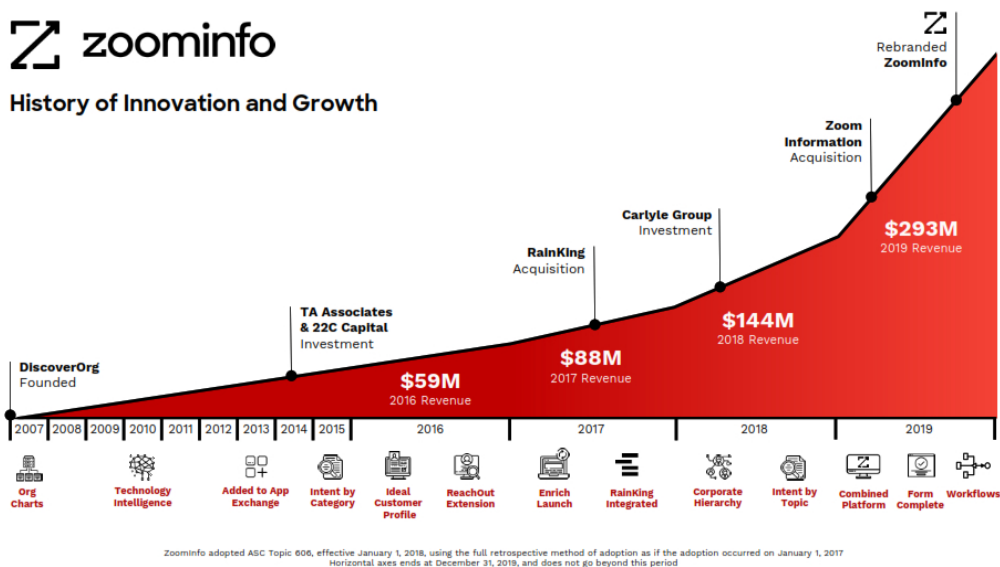 zoominfo
History of Innovation and Growth
Rebranded
ZoomInfo
Zoom
Information
Acquisition
Carlyle Group
Investment
RainKing
Acquisition
TA Associates
& 22C Capital
Investment
DiscoverOrg
Founded
$59M
2016 Revenue
$88M
2017 Revenue
$144M
2018 Revenue
$293M
2019 Revenue
2007 2008 2009 2010 2011 2012 2013 2014 2015 2016 2017 2018 2019
Org
Charts
Technology
Intelligence
Added to App
Exchange
Intent by
Category
Ideal
Customer
Profile
ReachOut
Extension
Enrich
Launch
RainKing
Integrated
Corporate
Hierarchy
Intent by
Topic
Combined
Platform
Form
Complete
Workflows
ZoomInfo adopted ASC Topic 606, effective January 1, 2018, using the full retrospective method of adoption as if the adoption occurred on January 1, 2017
Horizontal axes ends at December 31, 2019, and does not go beyond this period